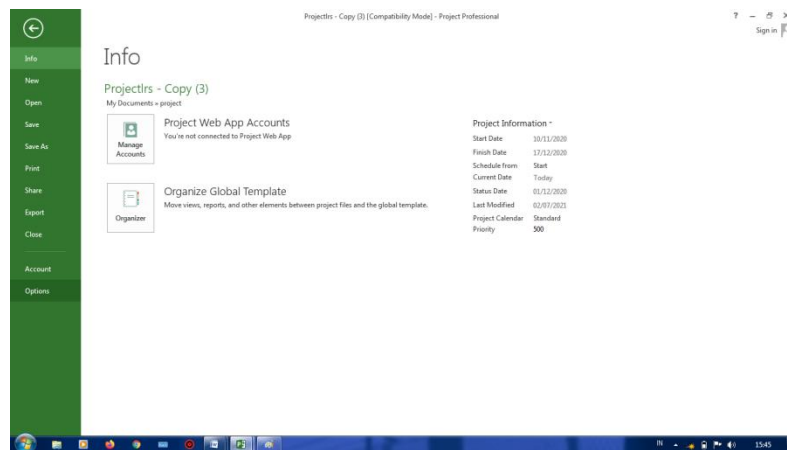 ProjectIrs - Copy (3) [Compatibility Mode] - Project Professional
?
Sign in
Info
New
Open
Save
Save As
Print
Share
Export
Close
Account
Options
Info
ProjectIrs - Copy (3)
My Documents » project
Manage Accounts
Project Web App Accounts
You're not connected to Project Web App
Organizer
Organize Global Template
Move views, reports, and other elements between project files and the global template.
Project Information
Start Date 10/11/2020
Finish Date 17/12/2020
Schedule from Start
Current Date Today
Status Date 01/12/2020
Last Modified 02/07/2021
Project Calendar Standard
Priority 500
IN
15:45